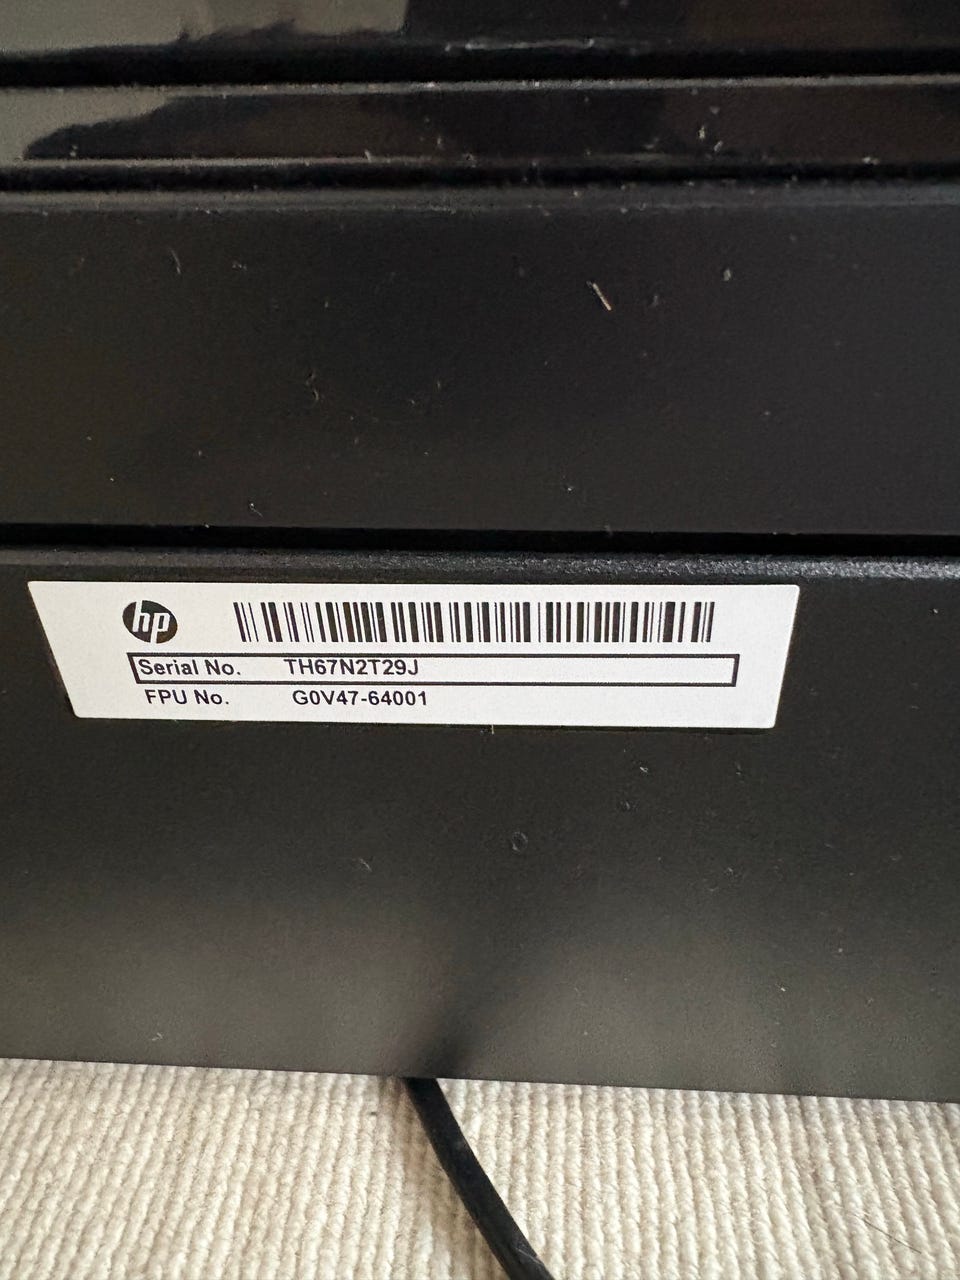 hp
Serial No. TH67N2T29J
FPU No. G0V47-64001